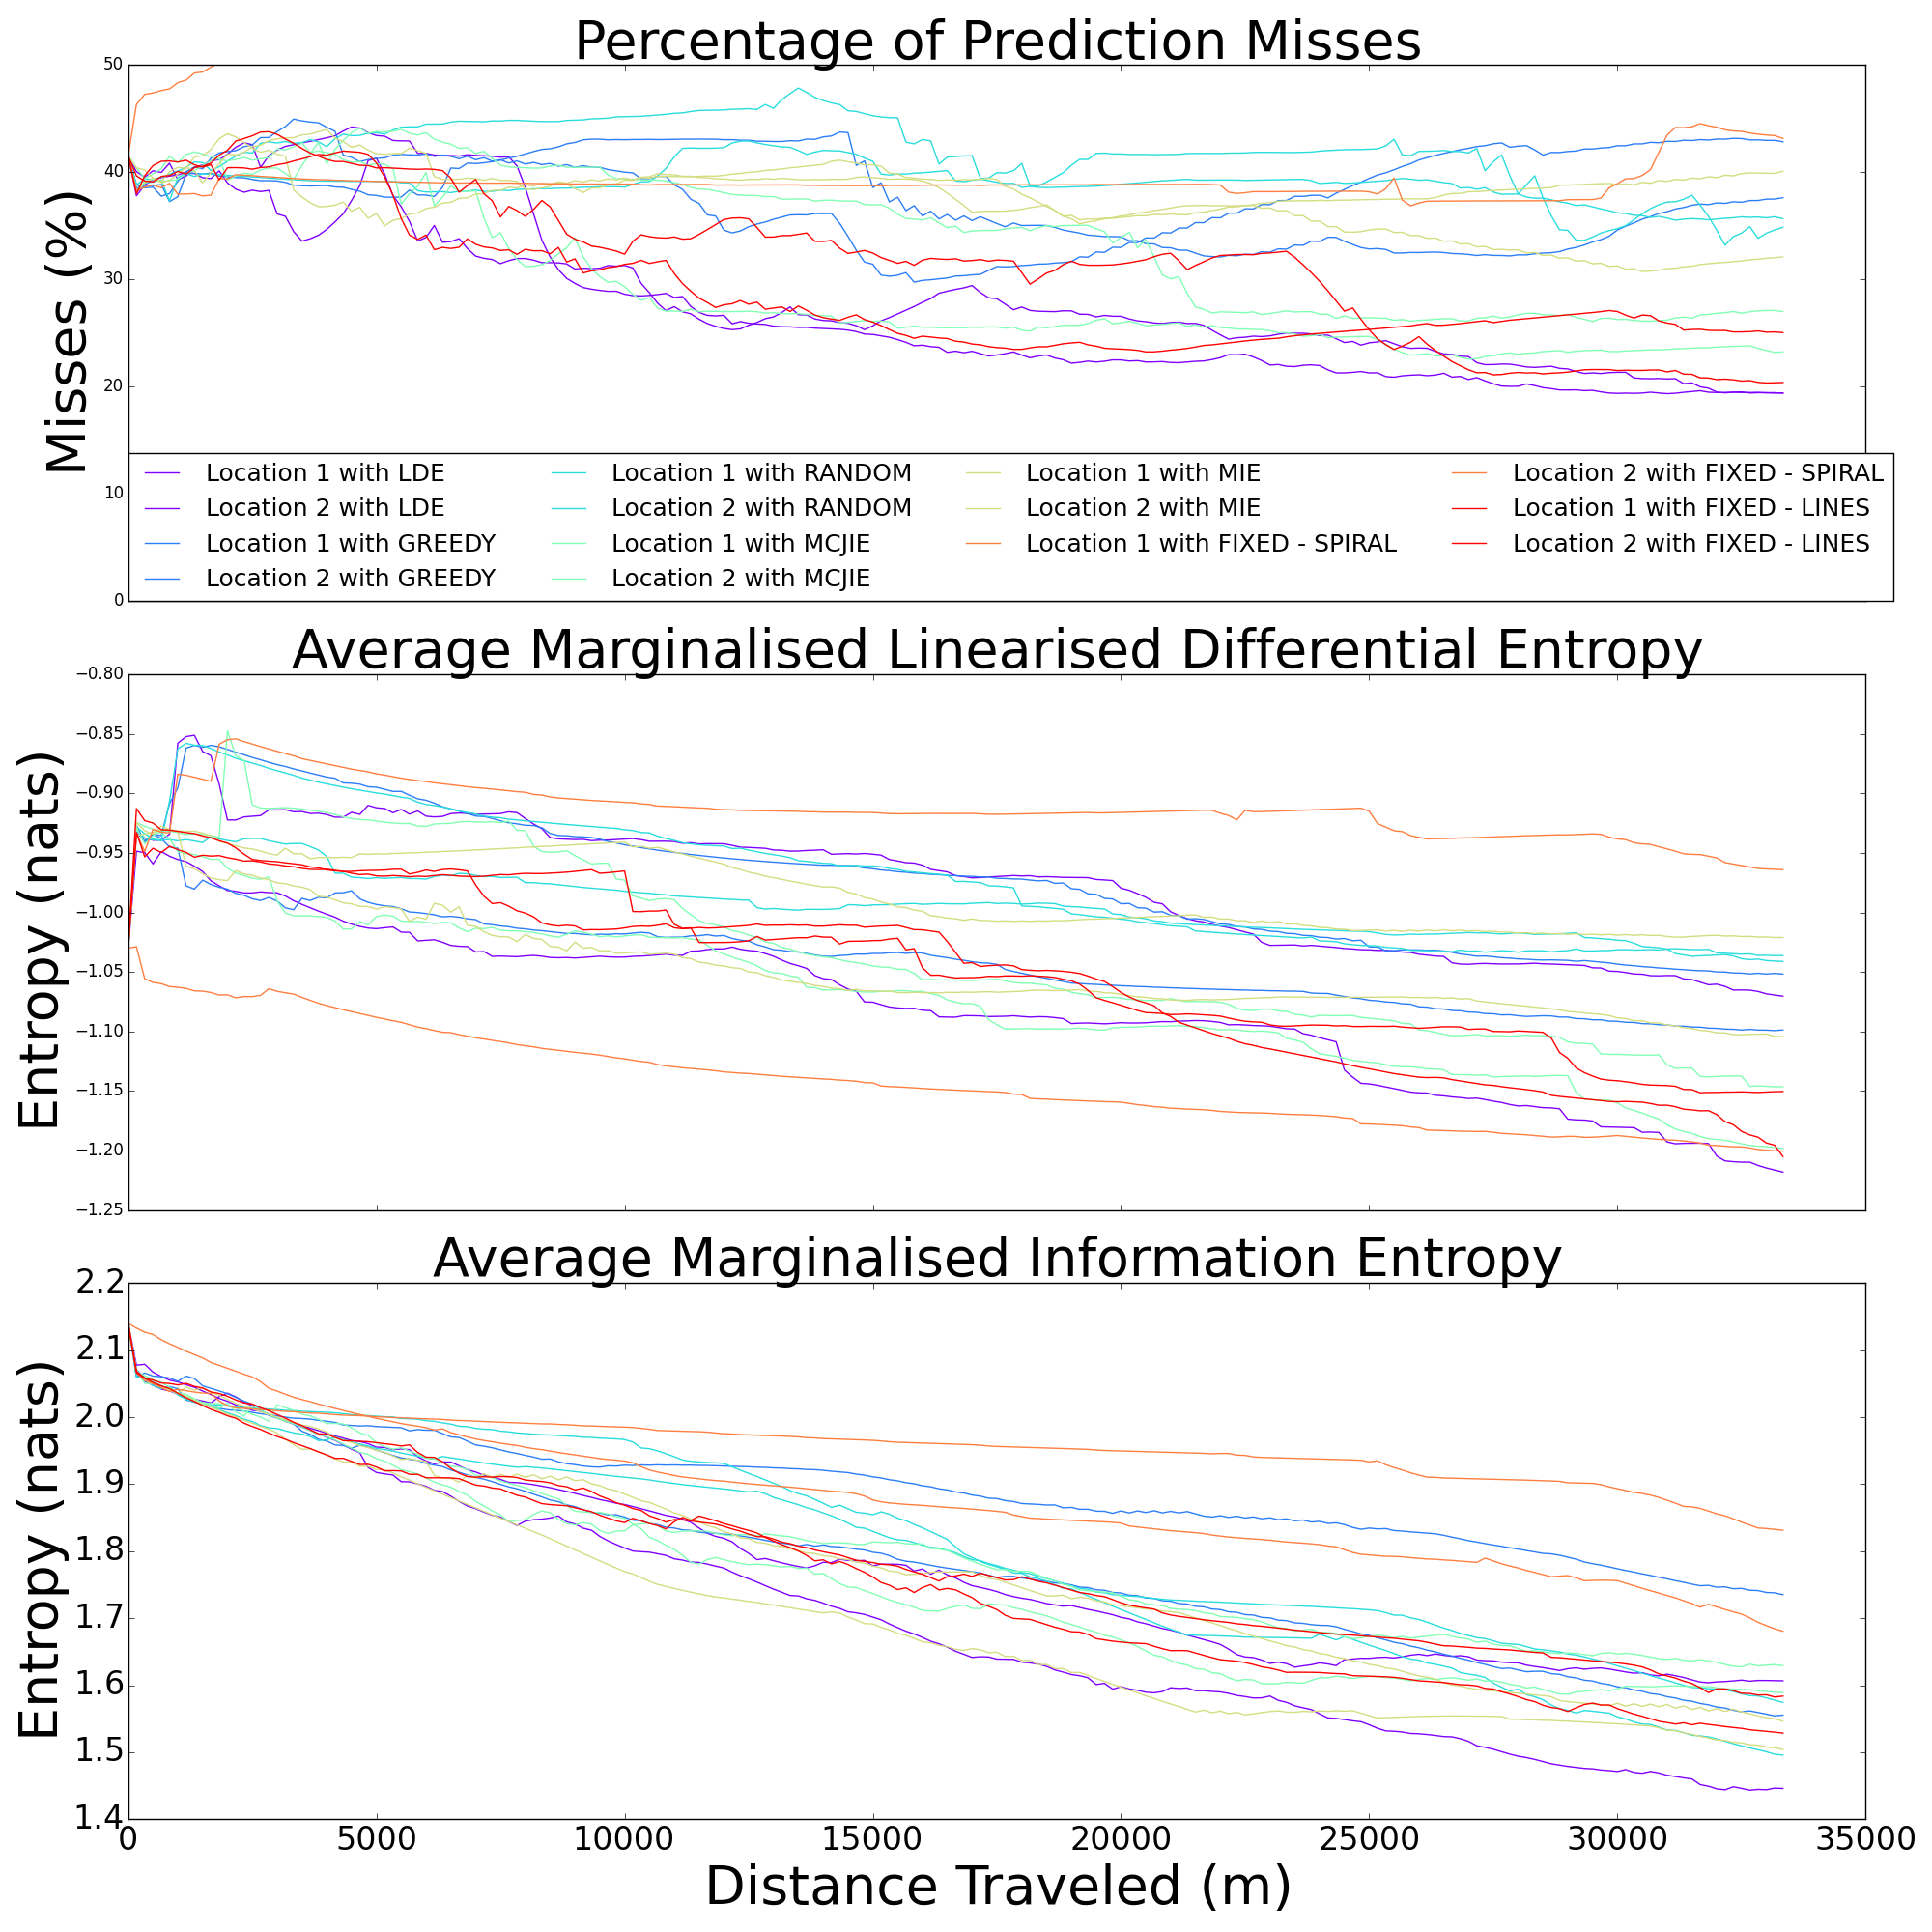 Percentage of Prediction Misses
50
40
30
20
10
0
Misses (%)
Location 1 with LDE
Location 2 with LDE
Location 1 with GREEDY
Location 2 with GREEDY
Location 1 with RANDOM
Location 2 with RANDOM
Location 1 with MCJIE
Location 2 with MCJIE
Location 1 with MIE
Location 2 with MIE
Location 1 with FIXED - SPIRAL
Location 2 with FIXED - SPIRAL
Location 1 with FIXED - LINES
Location 2 with FIXED - LINES
Average Marginalised Linearised Differential Entropy
−0.80
−0.85
−0.90
−0.95
−1.00
−1.05
−1.10
−1.15
−1.20
−1.25
Entropy (nats)
Average Marginalised Information Entropy
2.2
2.1
2.0
1.9
1.8
1.7
1.6
1.5
1.4
Entropy (nats)
0 5000 10000 15000 20000 25000 30000 35000
Distance Traveled (m)